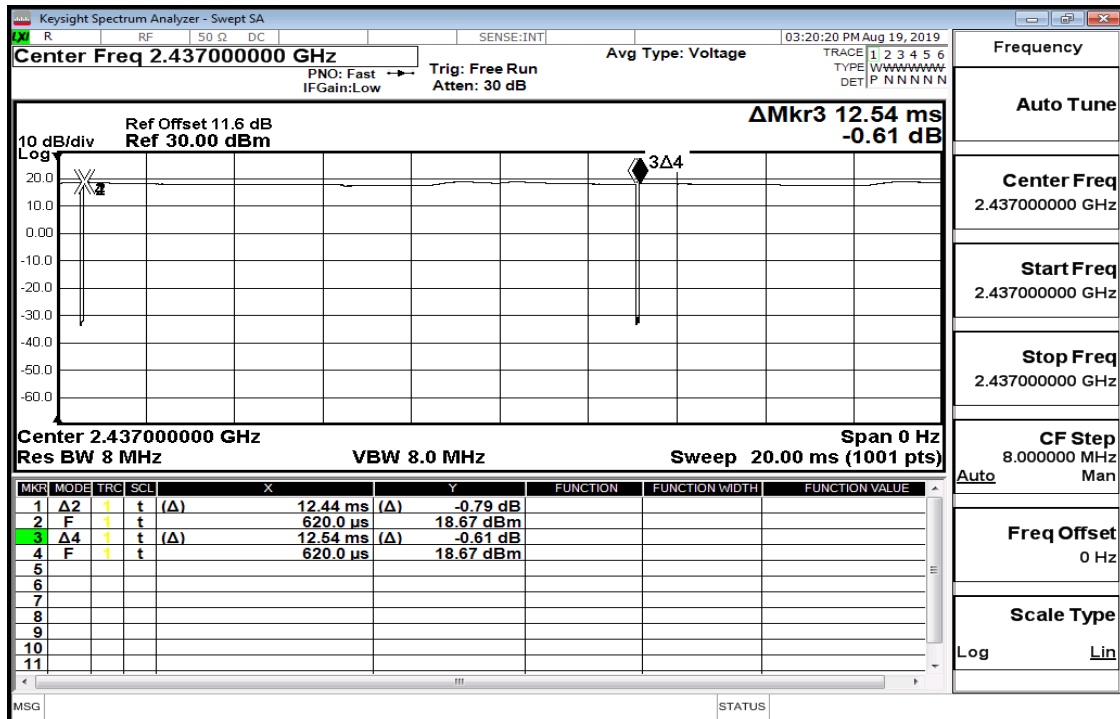 Keysight Spectrum Analyzer - Swept SA
LXI R RF 50 Ω DC SENSE:INT 03:20:20 PM Aug 19, 2019
Center Freq 2.437000000 GHz
PNO: Fast
IFGain:Low
Trig: Free Run
Atten: 30 dB
Avg Type: Voltage
TRACE 1 2 3 4 5 6
TYPE WWWWWW
DET P N N N N N
ΔMkr3 12.54 ms
-0.61 dB
Ref Offset 11.6 dB
10 dB/div Ref 30.00 dBm
Log
20.0
10.0
0.00
-10.0
-20.0
-30.0
-40.0
-50.0
-60.0
3Δ4
Center 2.437000000 GHz Span 0 Hz
Res BW 8 MHz VBW 8.0 MHz Sweep 20.00 ms (1001 pts)
MKR MODE TRC SCL X Y FUNCTION FUNCTION WIDTH FUNCTION VALUE
1 Δ2 1 t (Δ) 12.44 ms (Δ) -0.79 dB
2 F 1 t 620.0 µs 18.67 dBm
3 Δ4 1 t (Δ) 12.54 ms (Δ) -0.61 dB
4 F 1 t 620.0 µs 18.67 dBm
5
6
7
8
9
10
11
MSG STATUS
Frequency
Auto Tune
Center Freq
2.437000000 GHz
Start Freq
2.437000000 GHz
Stop Freq
2.437000000 GHz
CF Step
8.000000 MHz
Auto Man
Freq Offset
0 Hz
Scale Type
Log Lin